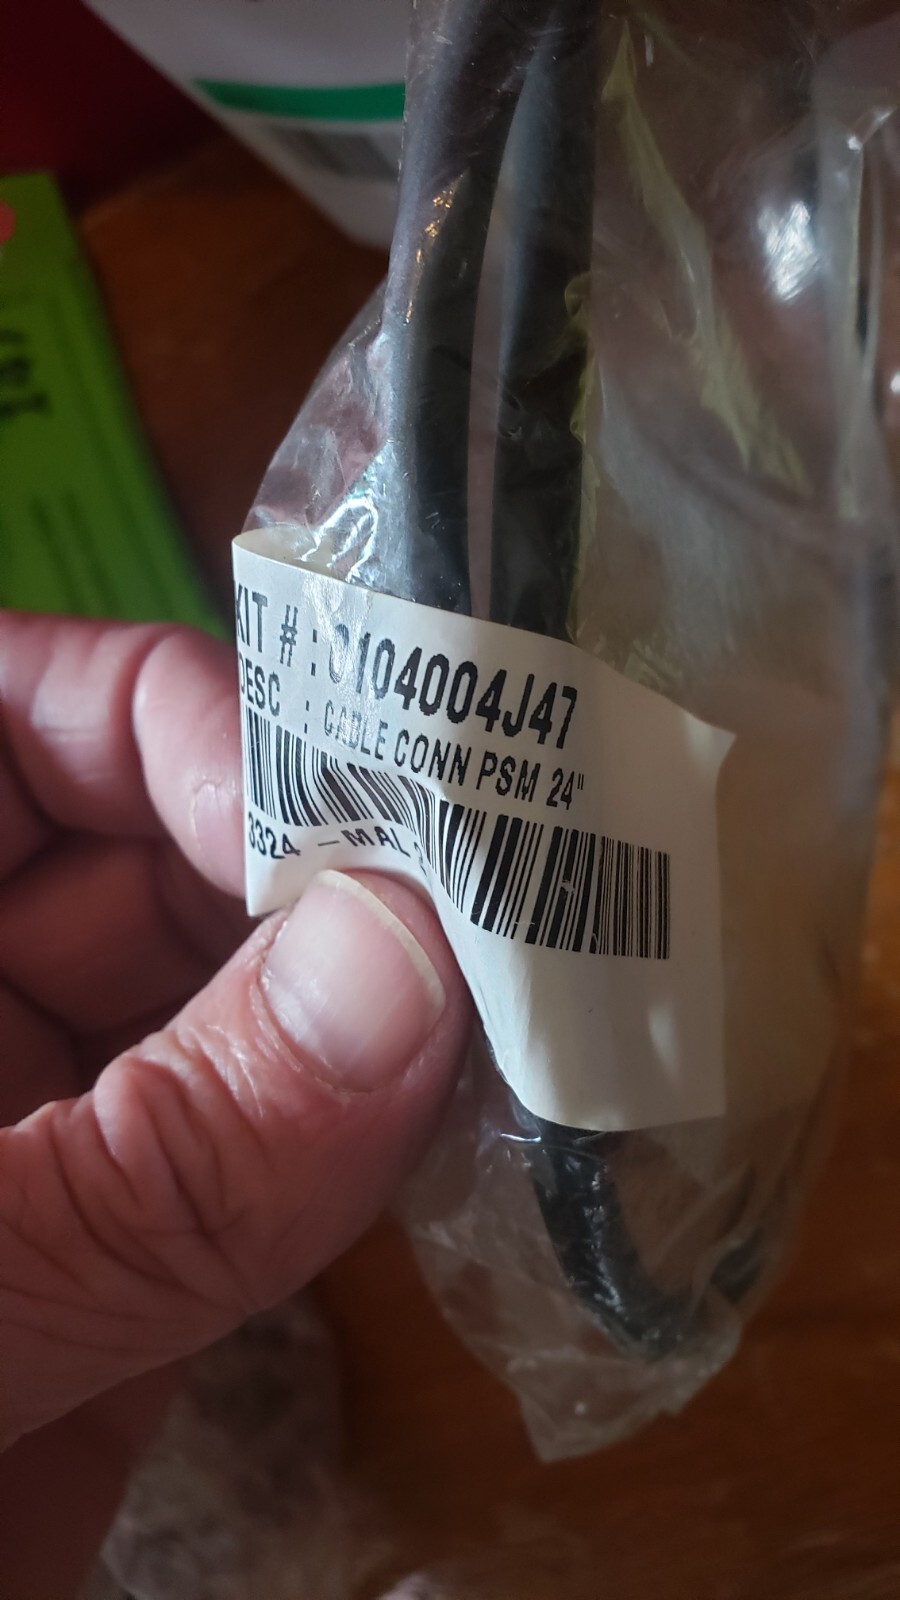 KIT # : 0104004J47
DESC : CABLE CONN PSM 24"
3324 - MAL